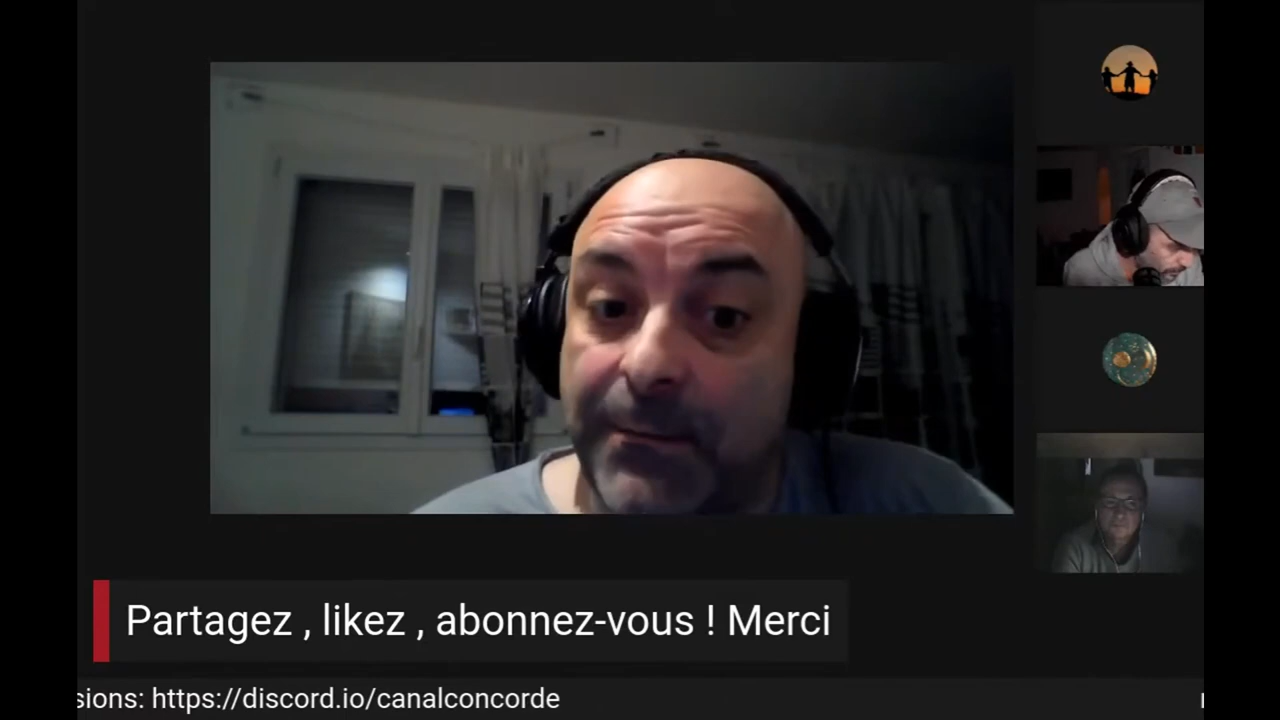 Partagez , likez , abonnez-vous ! Merci
sions: https://discord.io/canalconcorde